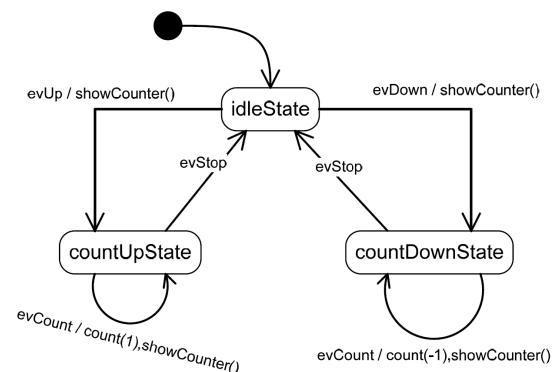 evUp / showCounter()
evDown / showCounter()
idleState
evStop
evStop
countUpState
countDownState
evCount / count(1),showCounter()
evCount / count(-1),showCounter()